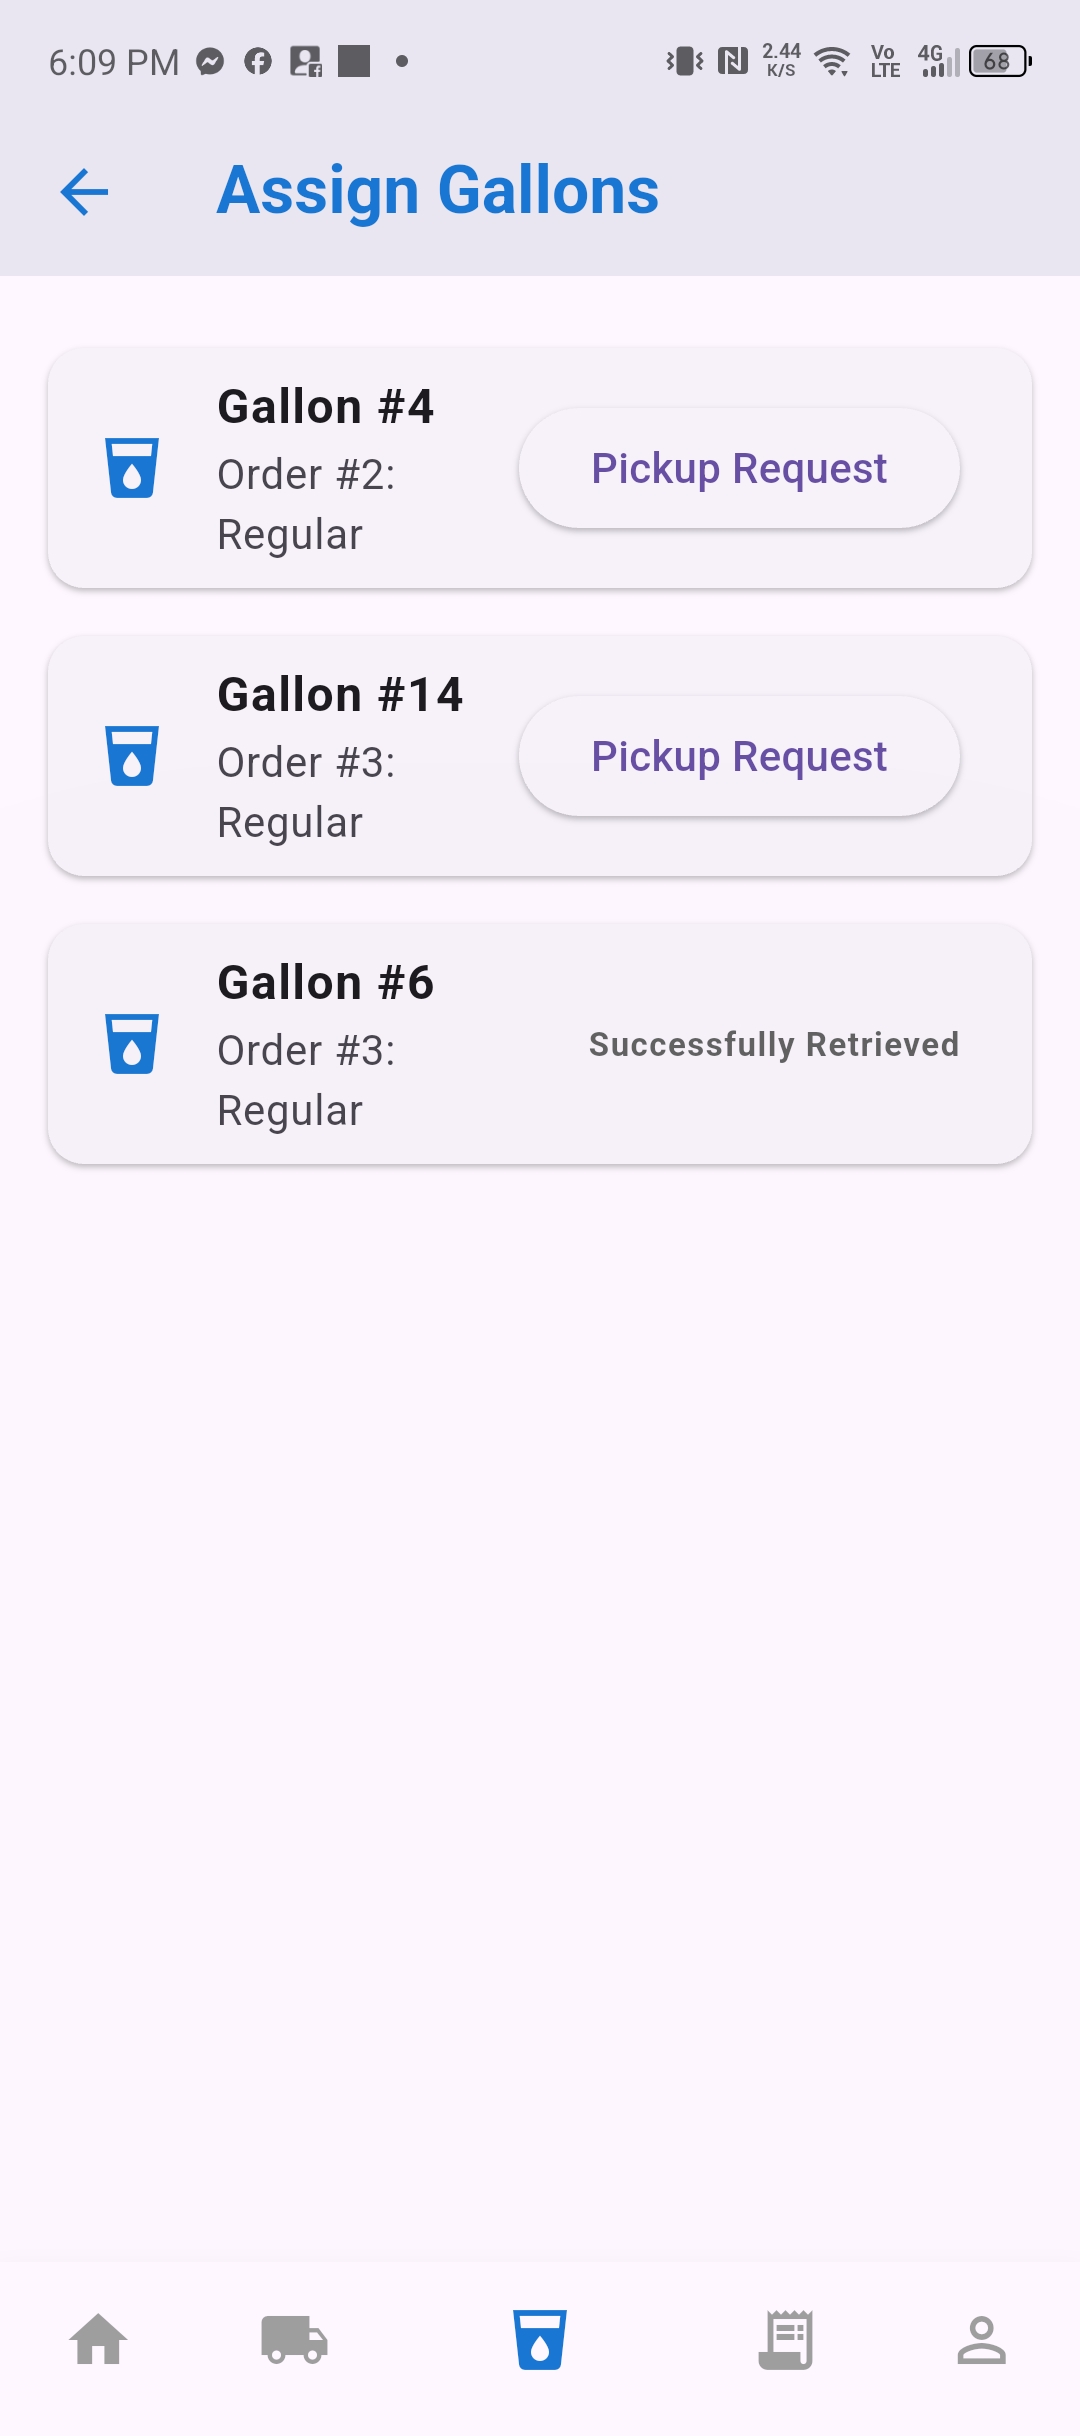 6:09 PM
2.44 K/S
Vo LTE
4G
68
Assign Gallons
Gallon #4
Order #2:
Regular
Pickup Request
Gallon #14
Order #3:
Regular
Pickup Request
Gallon #6
Order #3:
Regular
Successfully Retrieved